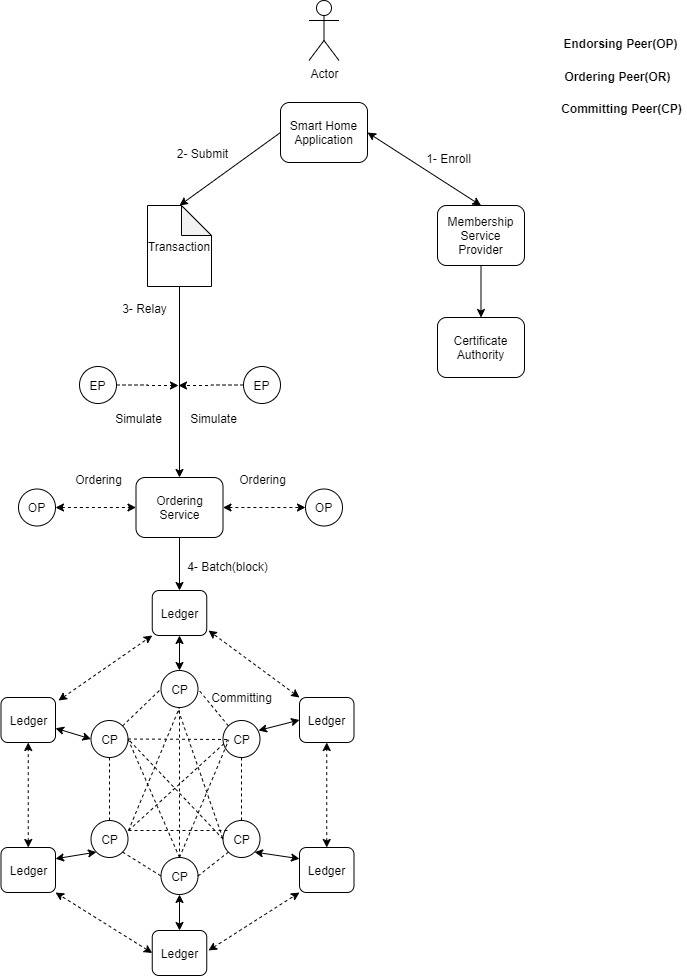 Actor
Endorsing Peer(OP)
Ordering Peer(OR)
Committing Peer(CP)
Smart Home
Application
2- Submit
1- Enroll
Transaction
Membership
Service
Provider
3- Relay
Certificate
Authority
EP
EP
Simulate
Simulate
Ordering
Ordering
OP
Ordering
Service
OP
4- Batch(block)
Ledger
CP
Committing
Ledger
CP
CP
Ledger
Ledger
CP
CP
Ledger
CP
Ledger